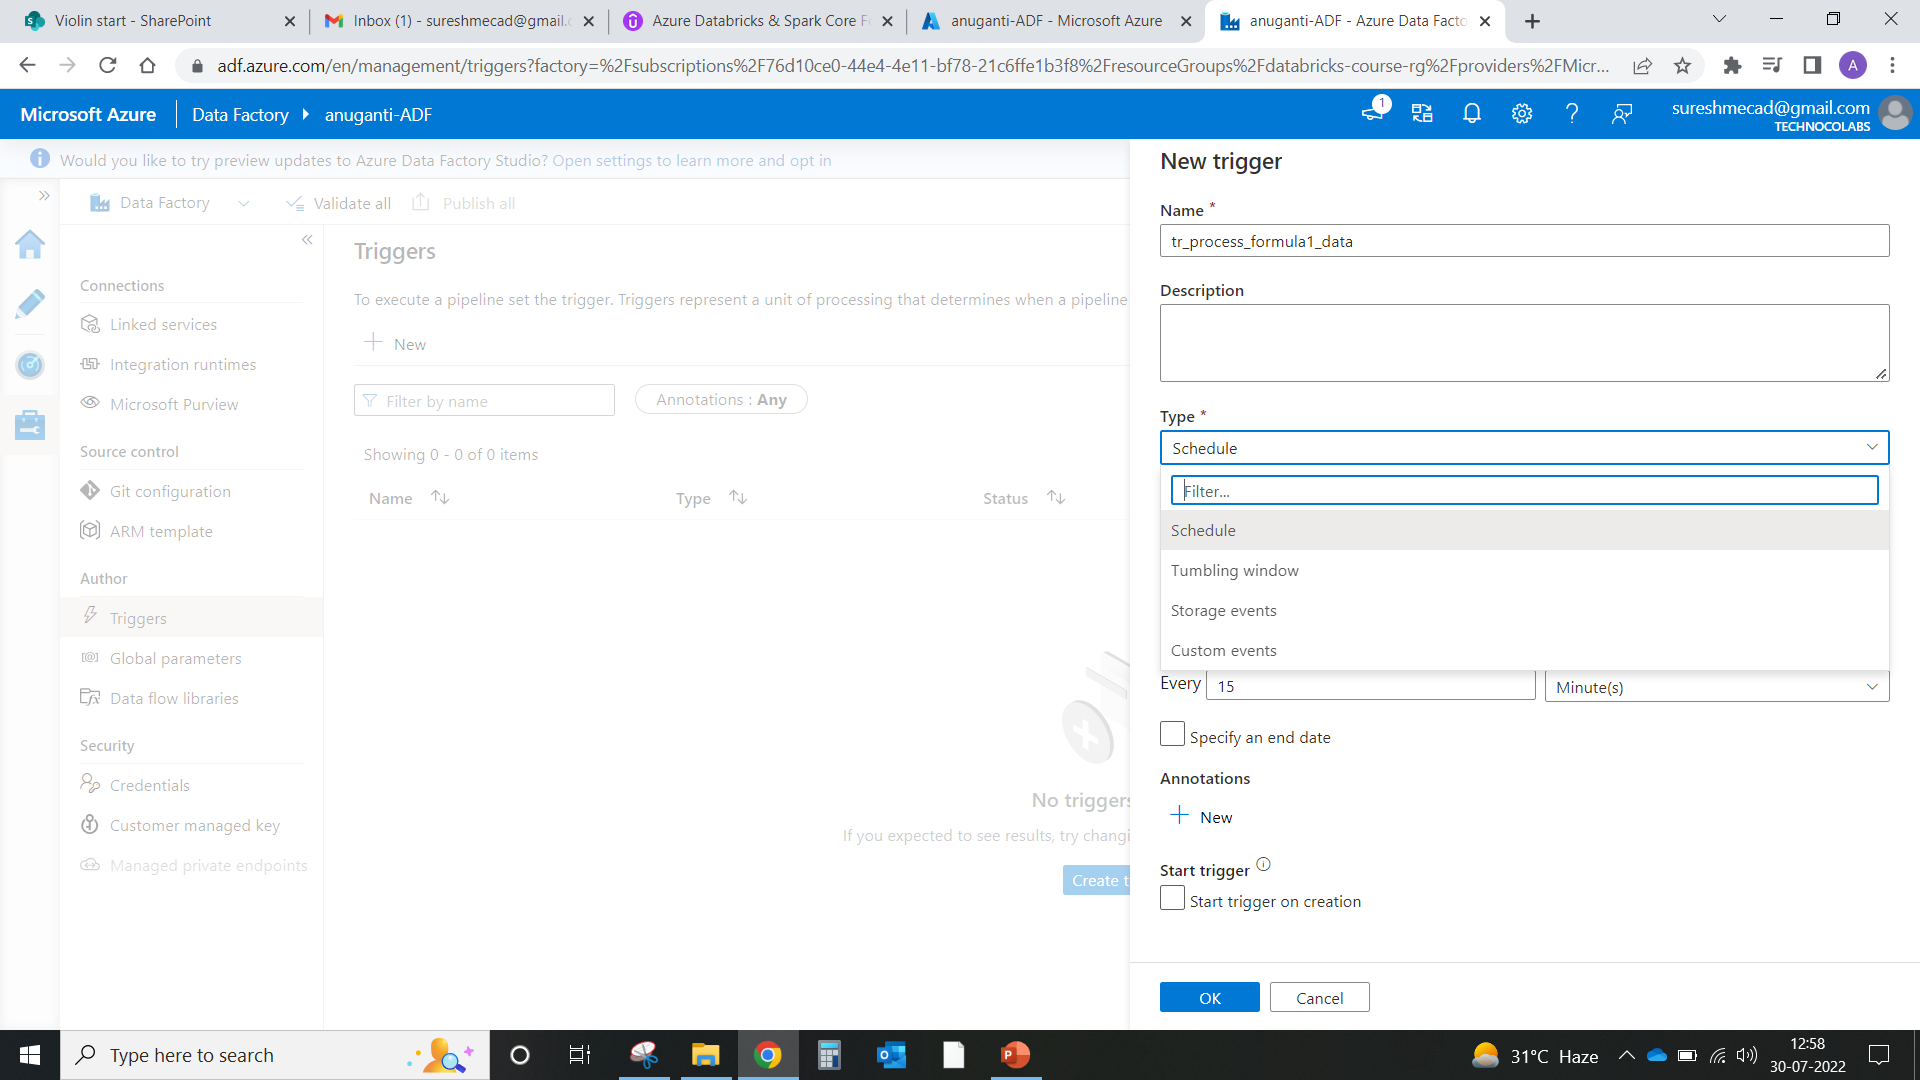 Violin start - SharePoint
Inbox (1) - sureshmecad@gmail.c
Azure Databricks & Spark Core Fo
anuganti-ADF - Microsoft Azure
anuganti-ADF - Azure Data Facto
adf.azure.com/en/management/triggers?factory=%2Fsubscriptions%2F76d10ce0-44e4-4e11-bf78-21c6ffe1b3f8%2FresourceGroups%2Fdatabricks-course-rg%2Fproviders%2FMicr...
A
Microsoft Azure
Data Factory
anuganti-ADF
1
sureshmecad@gmail.com
TECHNOCOLABS
Would you like to try preview updates to Azure Data Factory Studio? Open settings to learn more and opt in
Data Factory
Validate all
Publish all
Connections
Linked services
Integration runtimes
Microsoft Purview
Source control
Git configuration
ARM template
Author
Triggers
Global parameters
Data flow libraries
Security
Credentials
Customer managed key
Managed private endpoints
Triggers
To execute a pipeline set the trigger. Triggers represent a unit of processing that determines when a pipeline
New
Filter by name
Annotations : Any
Showing 0 - 0 of 0 items
Name
Type
Status
No triggers
If you expected to see results, try changi
Create t
New trigger
Name *
tr_process_formula1_data
Description
Type *
Schedule
Filter...
Schedule
Tumbling window
Storage events
Custom events
Every
15
Minute(s)
Specify an end date
Annotations
New
Start trigger
Start trigger on creation
OK
Cancel
Type here to search
31°C Haze
12:58
30-07-2022